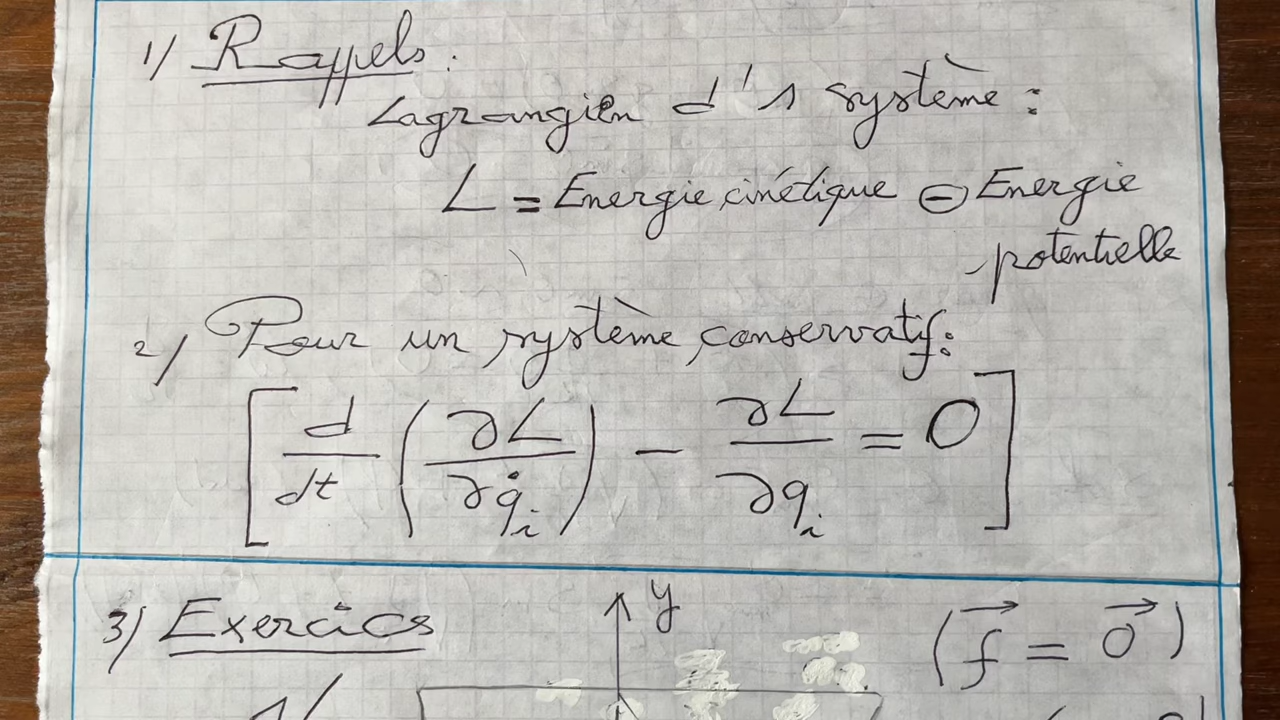 1) Rappels:
Lagrangien d'1 système:
L = Energie cinétique ⊖ Energie
potentielle
2) Pour un système conservatif:
[d/dt (∂L/∂q̇ᵢ) - ∂L/∂qᵢ = 0]
3) Exercics
y
(f⃗ = 0⃗)